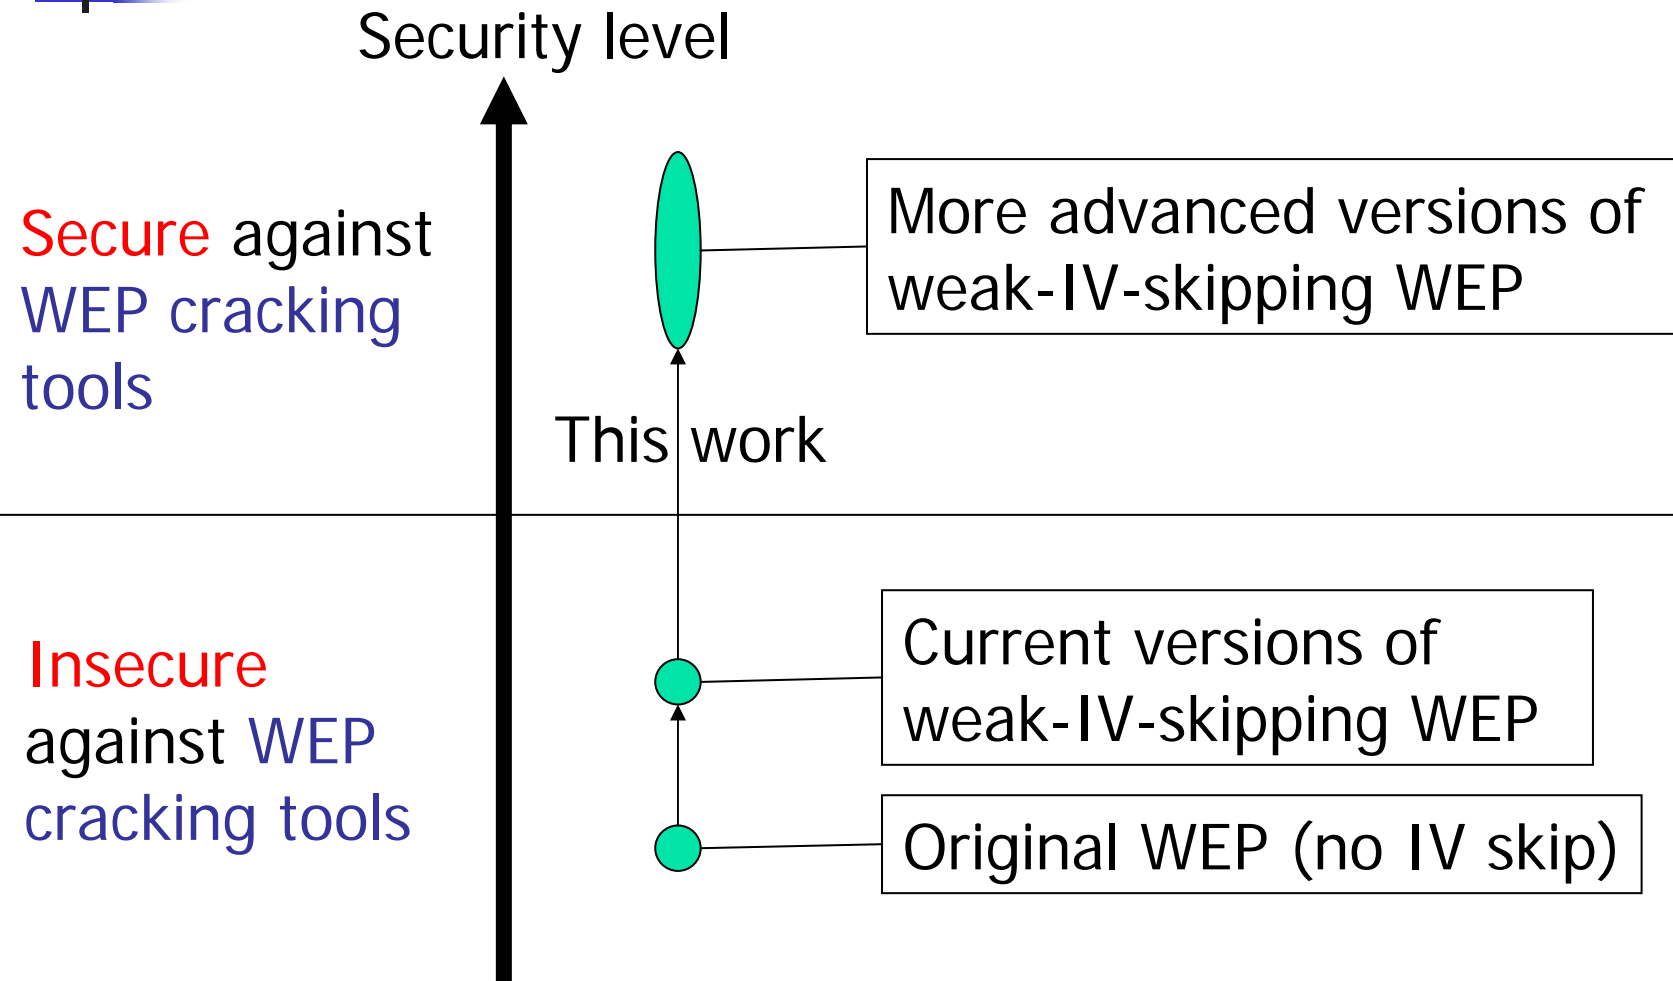 Security level
Secure against
WEP cracking
tools
More advanced versions of
weak-IV-skipping WEP
This work
Insecure
against WEP
cracking tools
Current versions of
weak-IV-skipping WEP
Original WEP (no IV skip)